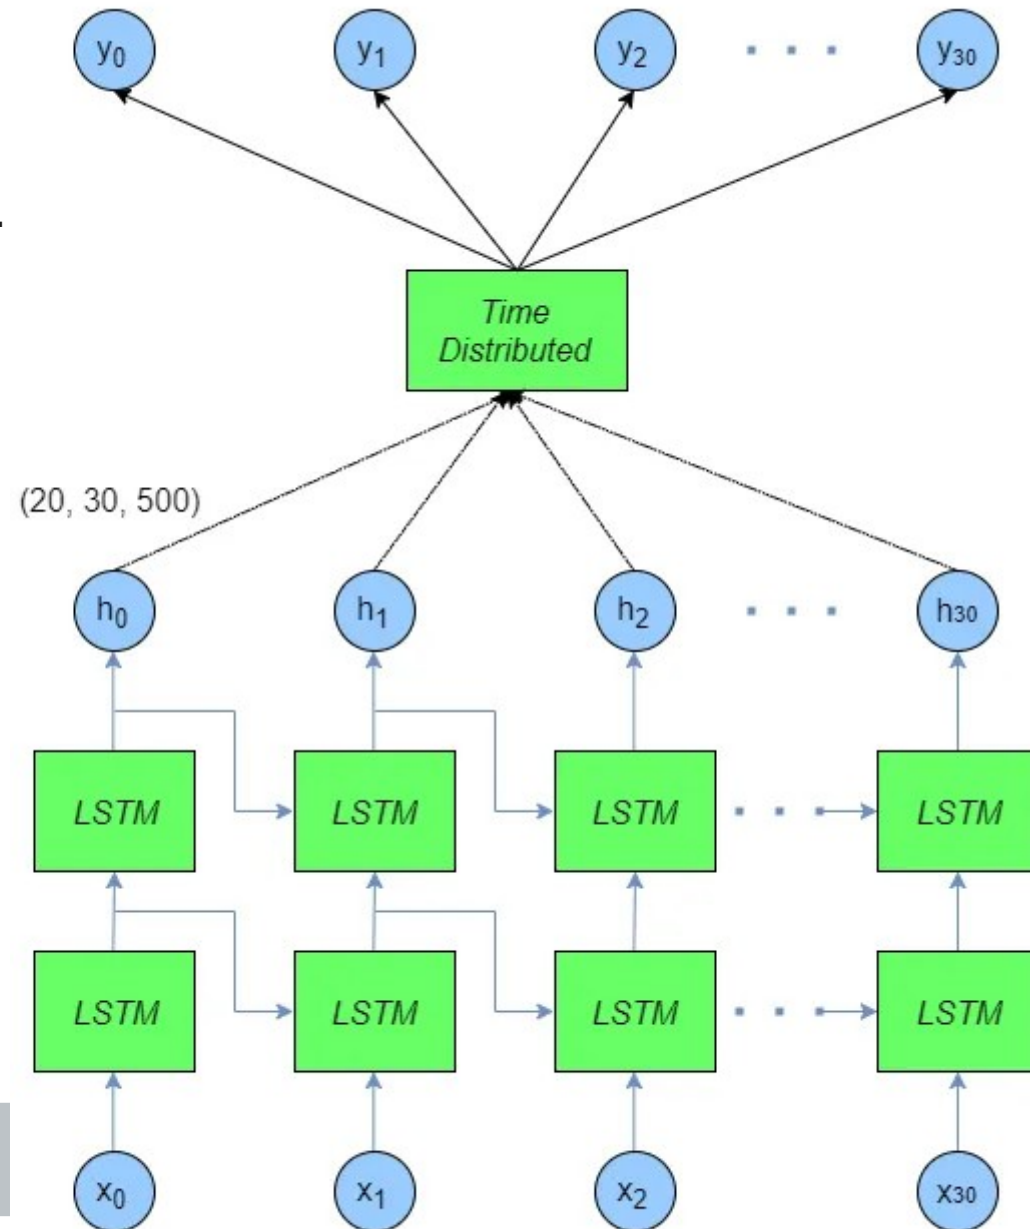 y0 y1 y2 y30
Time
Distributed
(20, 30, 500)
h0 h1 h2 h30
LSTM LSTM LSTM LSTM
LSTM LSTM LSTM LSTM
x0 x1 x2 x30